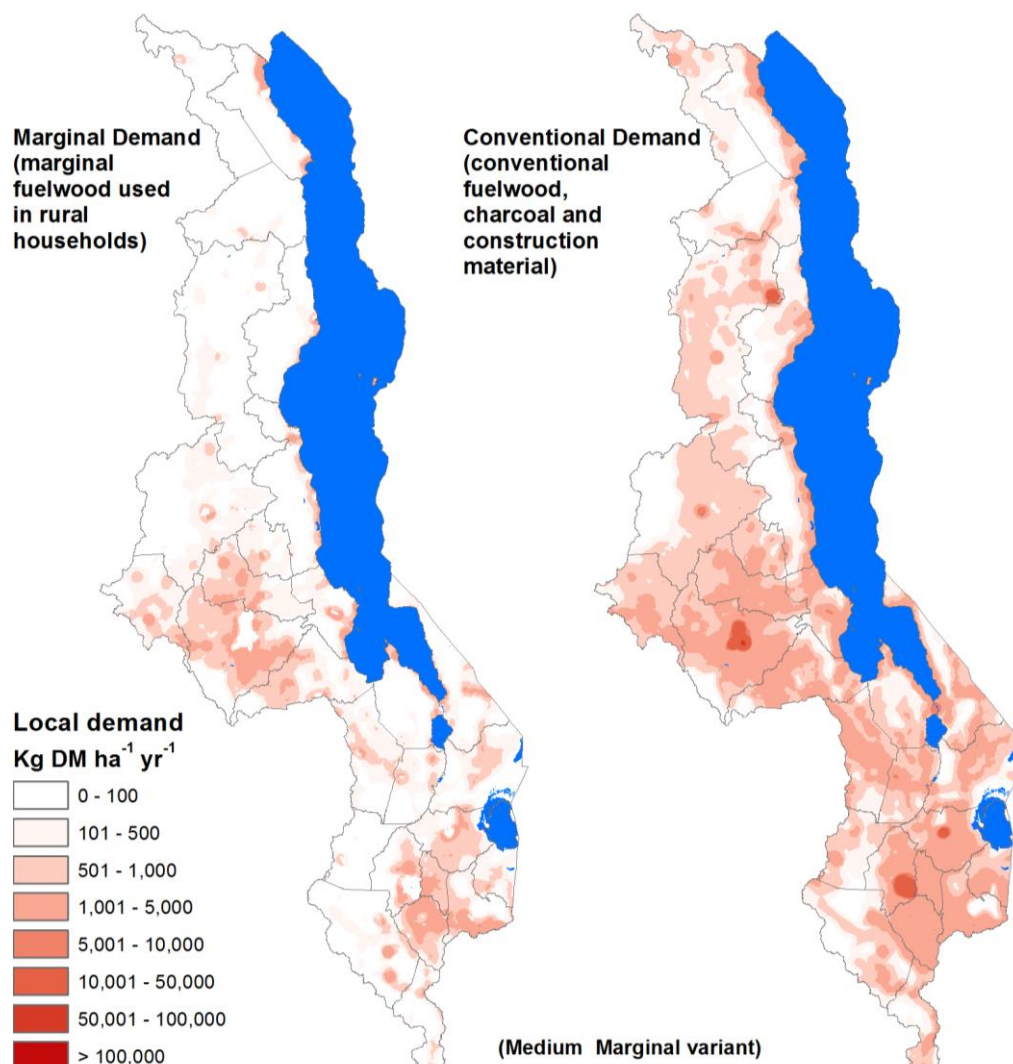 Marginal Demand
(marginal
fuelwood used
in rural
households)
Conventional Demand
(conventional
fuelwood,
charcoal and
construction
material)
Local demand
Kg DM ha⁻¹ yr⁻¹
0 - 100
101 - 500
501 - 1,000
1,001 - 5,000
5,001 - 10,000
10,001 - 50,000
50,001 - 100,000
> 100,000
(Medium Marginal variant)